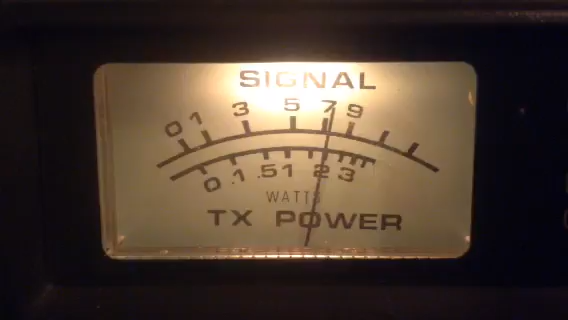 SIGNAL
0 1 3 5 7 9
0 .1 .5 1 2 3
WATTS
TX POWER